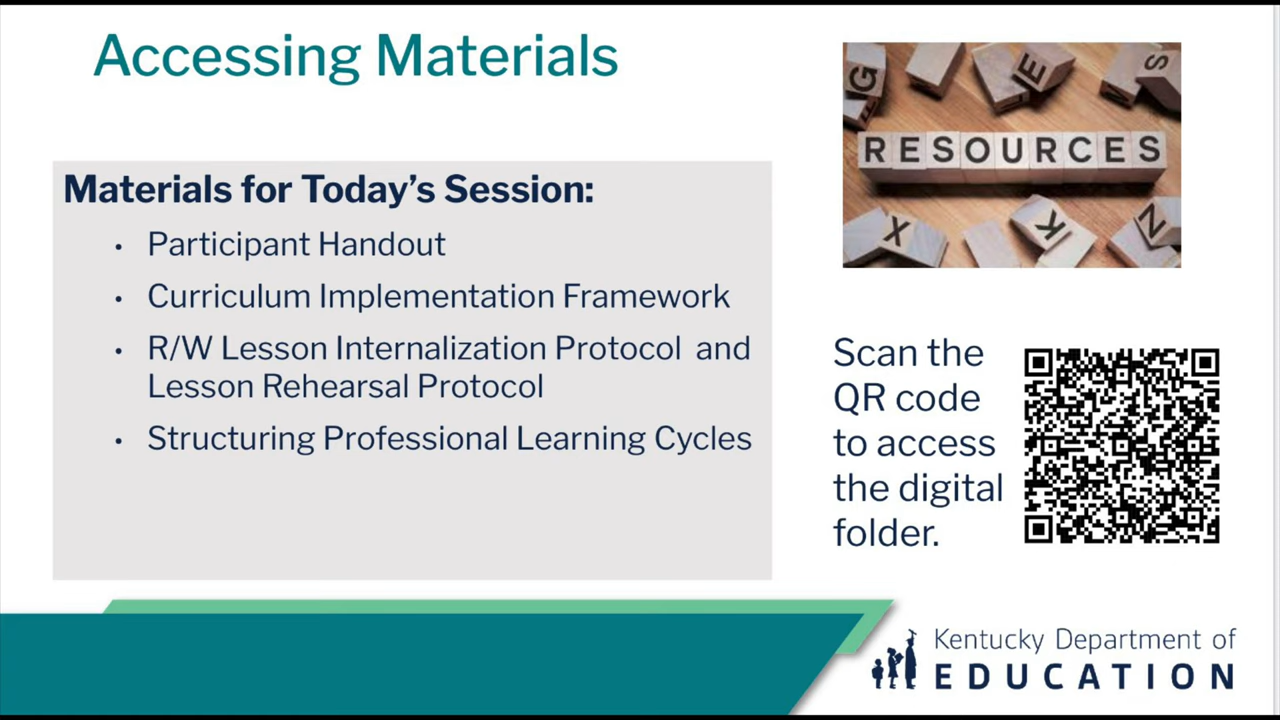 Accessing Materials
Materials for Today's Session:
• Participant Handout
• Curriculum Implementation Framework
• R/W Lesson Internalization Protocol and
Lesson Rehearsal Protocol
• Structuring Professional Learning Cycles
G E S
RESOURCES
X K N
Scan the
QR code
to access
the digital
folder.
Kentucky Department of
EDUCATION